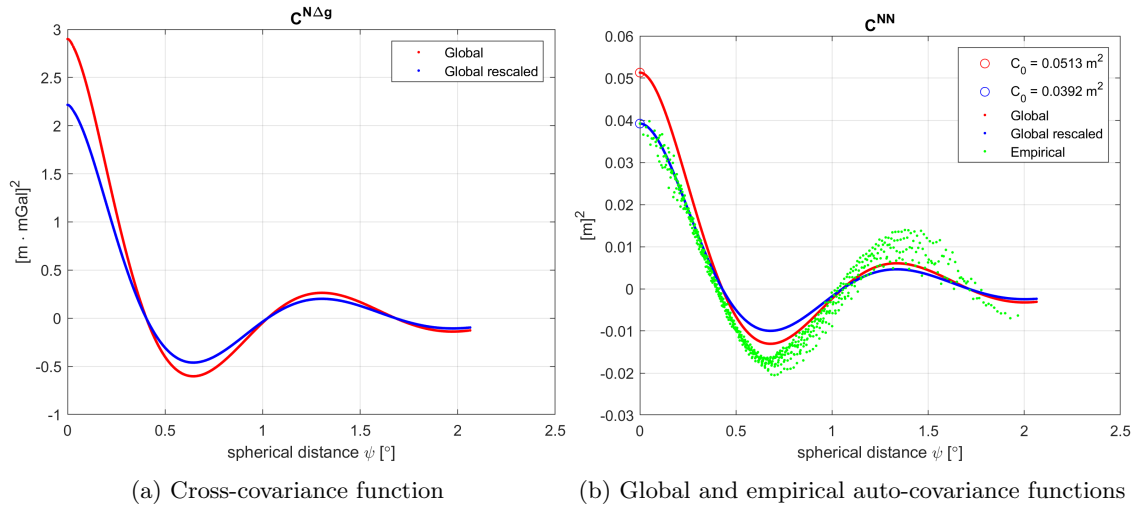 C^{NΔg}
3
2.5
2
1.5
1
0.5
0
-0.5
-1
[m · mGal]²
0 0.5 1 1.5 2 2.5
spherical distance ψ [°]
Global
Global rescaled
(a) Cross-covariance function
C^{NN}
0.06
0.05
0.04
0.03
0.02
0.01
0
-0.01
-0.02
-0.03
[m]²
0 0.5 1 1.5 2 2.5
spherical distance ψ [°]
C₀ = 0.0513 m²
C₀ = 0.0392 m²
Global
Global rescaled
Empirical
(b) Global and empirical auto-covariance functions